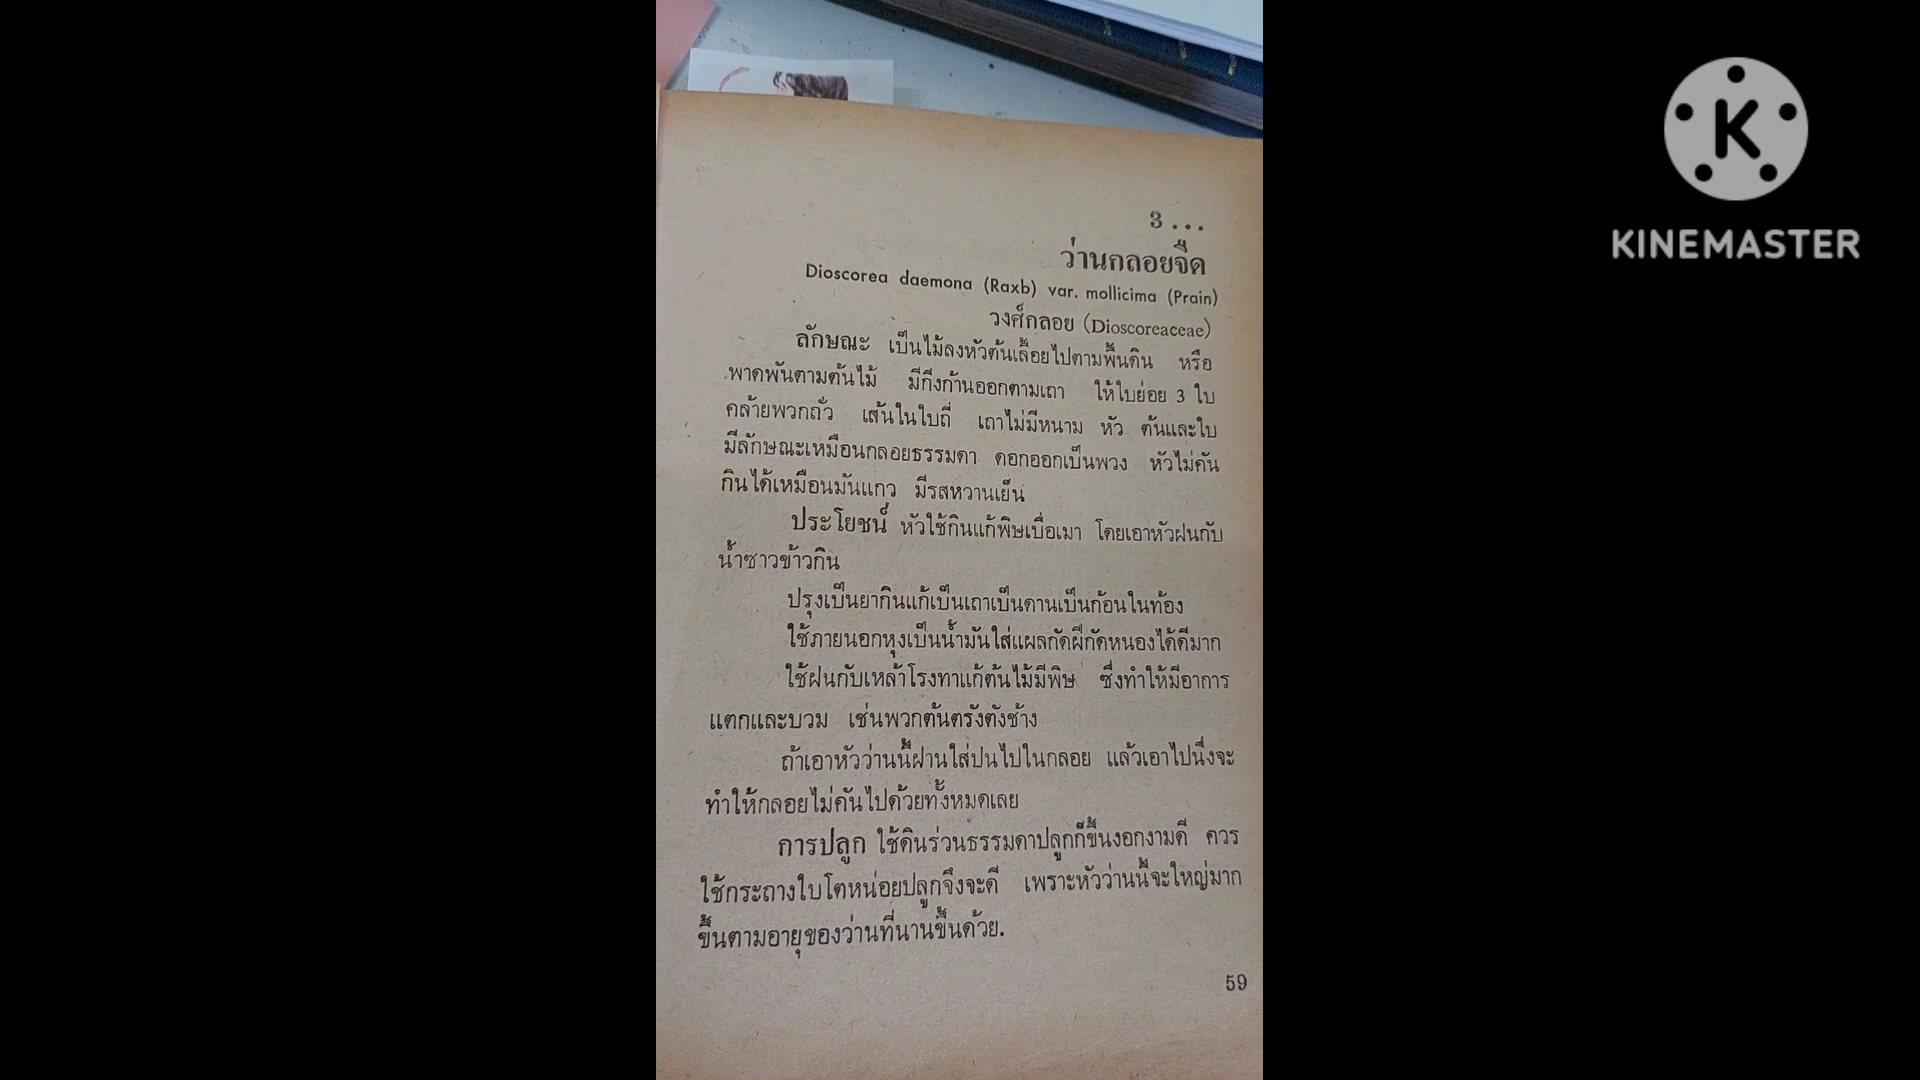 3 ...
ว่านกลอยจืด
Dioscorea daemona (Raxb) var. mollicima (Prain)
วงศ์กลอย (Dioscoreaceae)
ลักษณะ เป็นไม้ลงหัวต้นเลื้อยไปตามพื้นดิน หรือ
พาดพันตามต้นไม้ มีกิ่งก้านออกตามเถา ให้ใบย่อย 3 ใบ
คล้ายพวกถั่ว เส้นในใบถี่ เถาไม่มีหนาม หัว ต้นและใบ
มีลักษณะเหมือนกลอยธรรมดา ดอกออกเป็นพวง หัวไม่คัน
กินได้เหมือนมันแกว มีรสหวานเย็น
ประโยชน์ หัวใช้กินแก้พิษเบื่อเมา โดยเอาหัวฝนกับ
น้ำซาวข้าวกิน
ปรุงเป็นยากินแก้เป็นเถาเป็นดานเป็นก้อนในท้อง
ใช้ภายนอกหุงเป็นน้ำมันใส่แผลกัดฝีกัดหนองได้ดีมาก
ใช้ฝนกับเหล้าโรงทาแก้ต้นไม้มีพิษ ซึ่งทำให้มีอาการ
แตกและบวม เช่นพวกต้นตรังตังช้าง
ถ้าเอาหัวว่านนี้ฝานใส่ปนไปในกลอย แล้วเอาไปนึ่งจะ
ทำให้กลอยไม่คันไปด้วยทั้งหมดเลย
การปลูก ใช้ดินร่วนธรรมดาปลูกก็ขึ้นงอกงามดี ควร
ใช้กระถางใบโตหน่อยปลูกจึงจะดี เพราะหัวว่านนี้จะใหญ่มาก
ขึ้นตามอายุของว่านที่นานขึ้นด้วย.
59
KINEMASTER